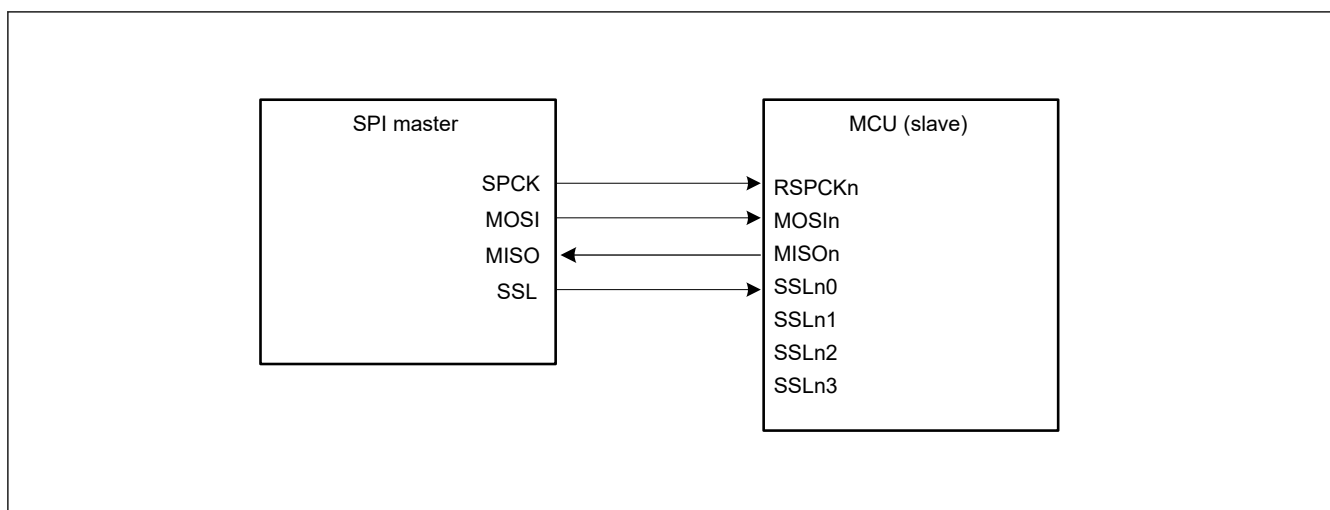 SPI master
SPCK
MOSI
MISO
SSL
MCU (slave)
RSPCKn
MOSIn
MISOn
SSLn0
SSLn1
SSLn2
SSLn3